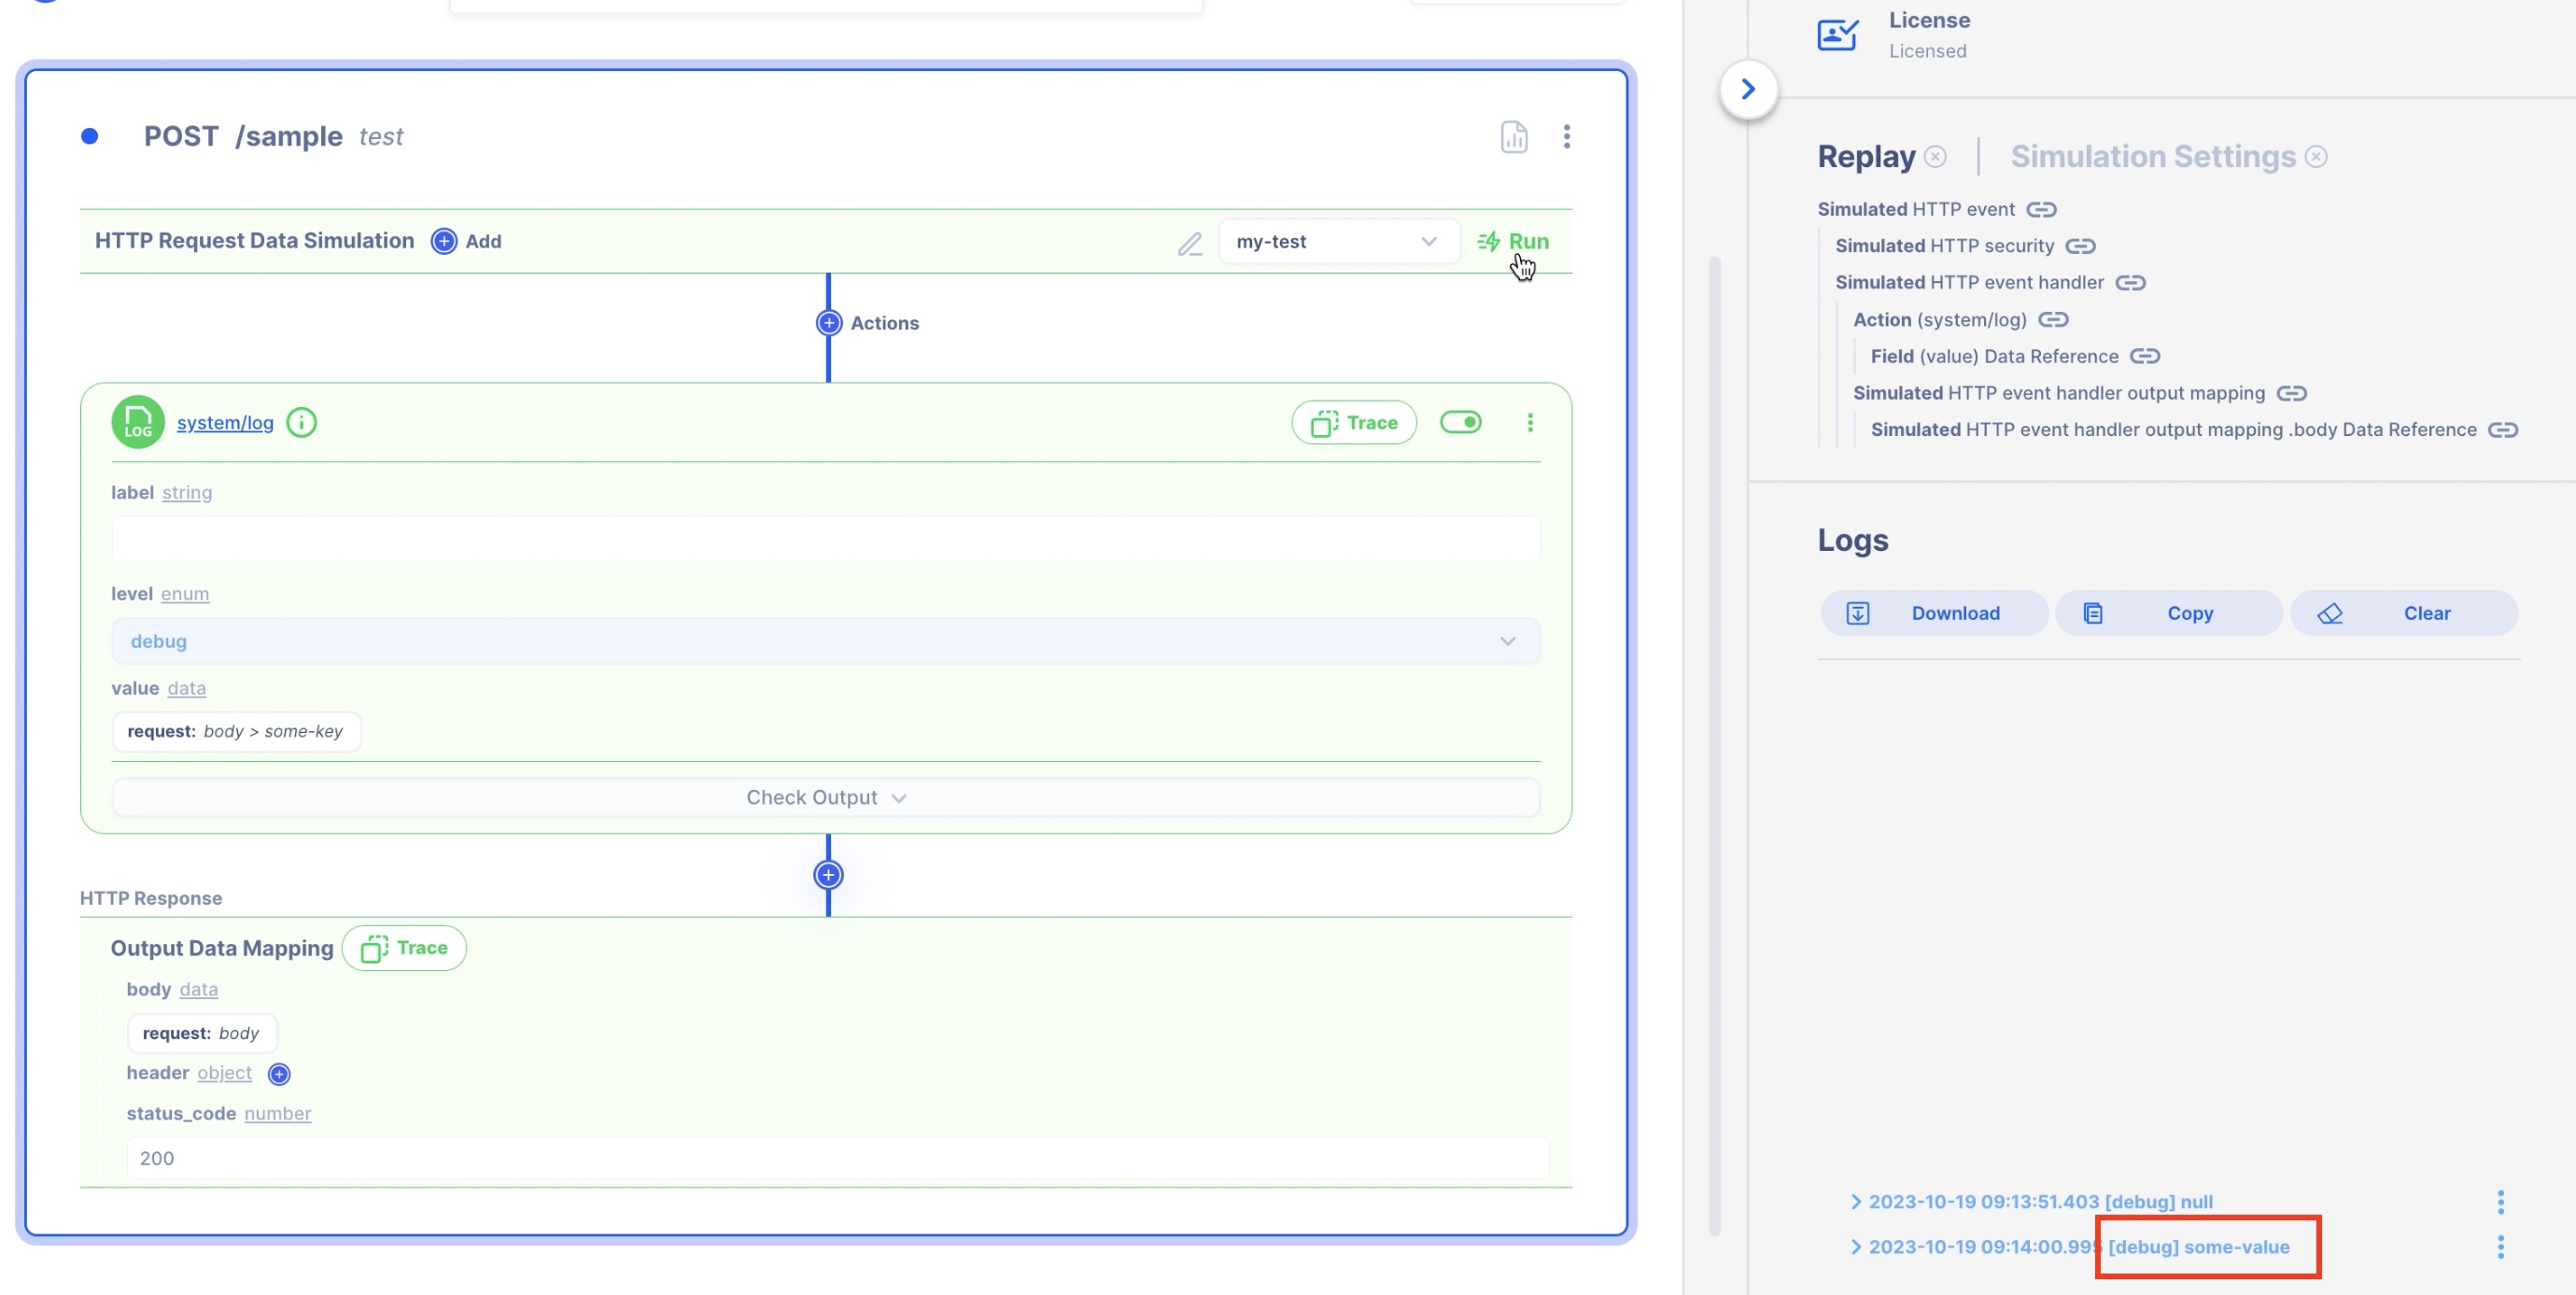 POST /sample test
HTTP Request Data Simulation Add
my-test
Run
Actions
LOG
system/log
Trace
label string
level enum
debug
value data
request: body > some-key
Check Output
HTTP Response
Output Data Mapping
Trace
body data
request: body
header object
status_code number
200
License
Licensed
Replay
Simulation Settings
Simulated HTTP event
Simulated HTTP security
Simulated HTTP event handler
Action (system/log)
Field (value) Data Reference
Simulated HTTP event handler output mapping
Simulated HTTP event handler output mapping .body Data Reference
Logs
Download
Copy
Clear
2023-10-19 09:13:51.403 [debug] null
2023-10-19 09:14:00.995 [debug] some-value